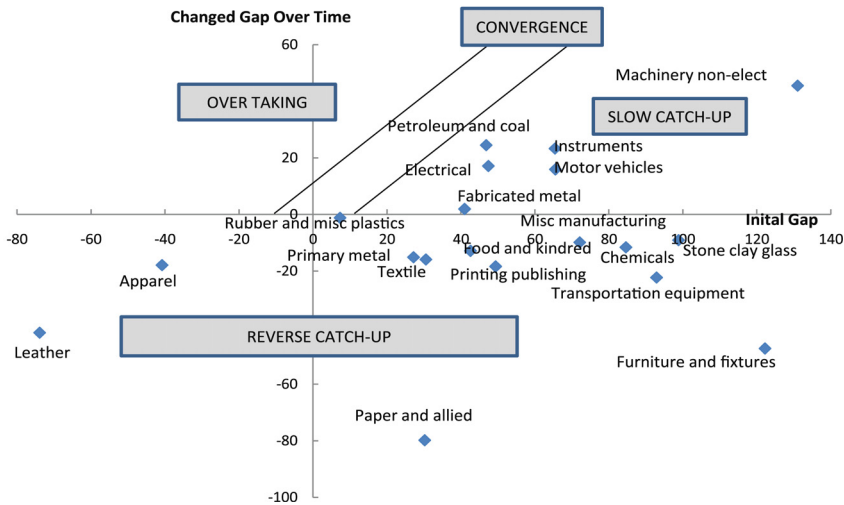 Changed Gap Over Time
CONVERGENCE
60
Machinery non-elect
OVER TAKING
SLOW CATCH-UP
Petroleum and coal
20
Instruments
Electrical
Motor vehicles
Fabricated metal
0
Inital Gap
Rubber and misc plastics
Misc manufacturing
-80 -60 -40 -20 0 20 40 60 80 100 120 140
Primary metal
Food and kindred
Chemicals
Stone clay glass
Textile
-20
Printing publishing
Apparel
Transportation equipment
REVERSE CATCH-UP
Leather
Furniture and fixtures
-60
Paper and allied
-80
-100